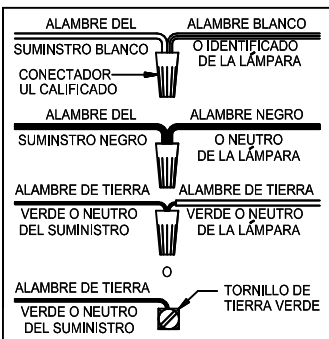 ALAMBRE DEL ALAMBRE BLANCO
SUMINSTRO BLANCO O IDENTIFICADO
DE LA LÁMPARA
CONECTADOR
UL CALIFICADO
ALAMBRE DEL ALAMBRE NEGRO
SUMINSTRO NEGRO O NEUTRO
DE LA LÁMPARA
ALAMBRE DE TIERRA ALAMBRE DE TIERRA
VERDE O NEUTRO VERDE O NEUTRO
DEL SUMINISTRO DE LA LÁMPARA
O
ALAMBRE DE TIERRA
VERDE O NEUTRO
DEL SUMINISTRO
TORNILLO DE
TIERRA VERDE